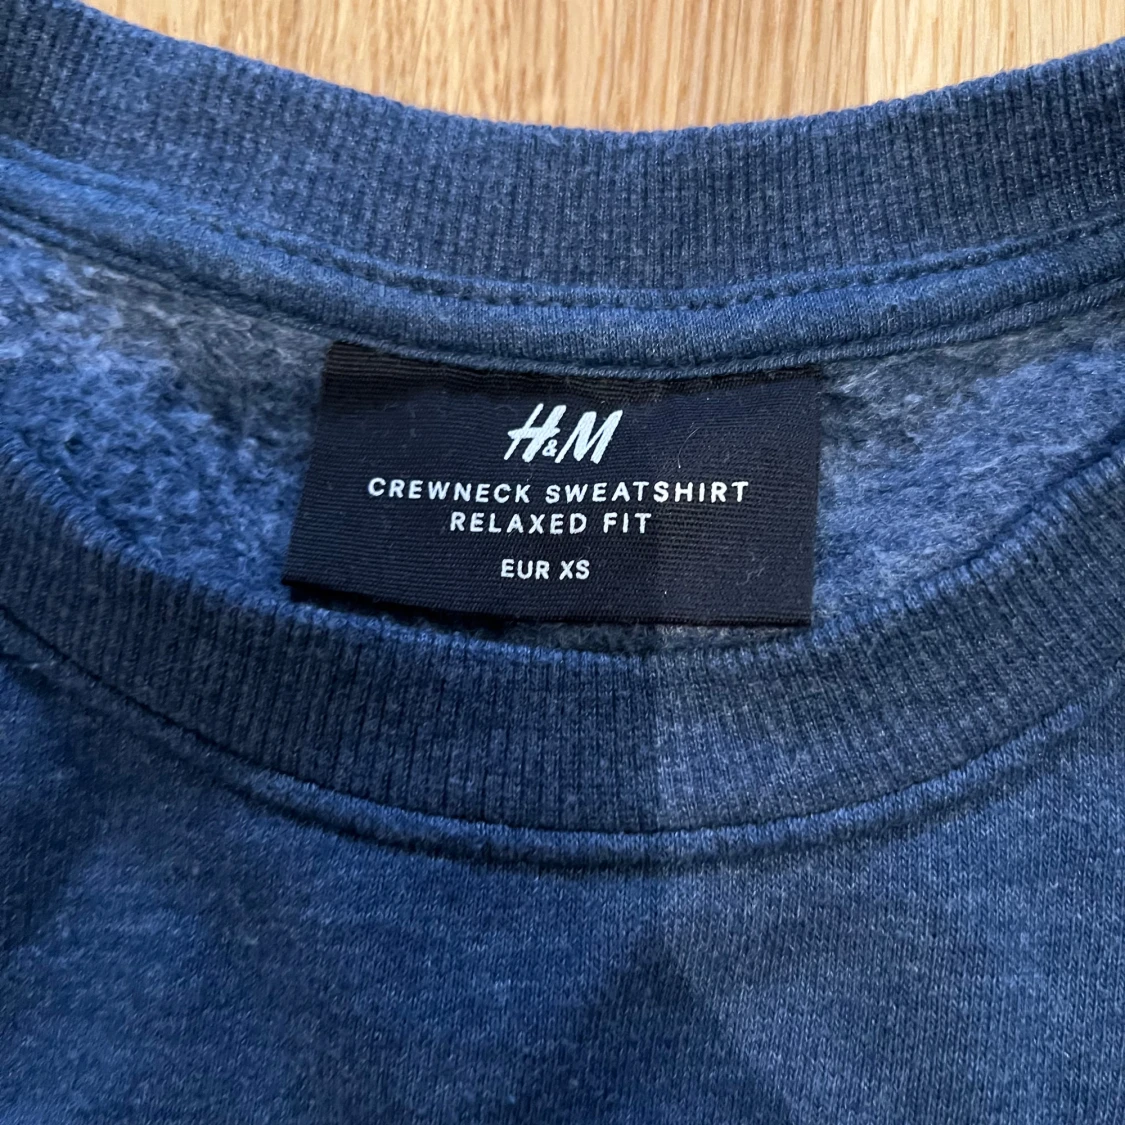 H&M
CREWNECK SWEATSHIRT
RELAXED FIT
EUR XS